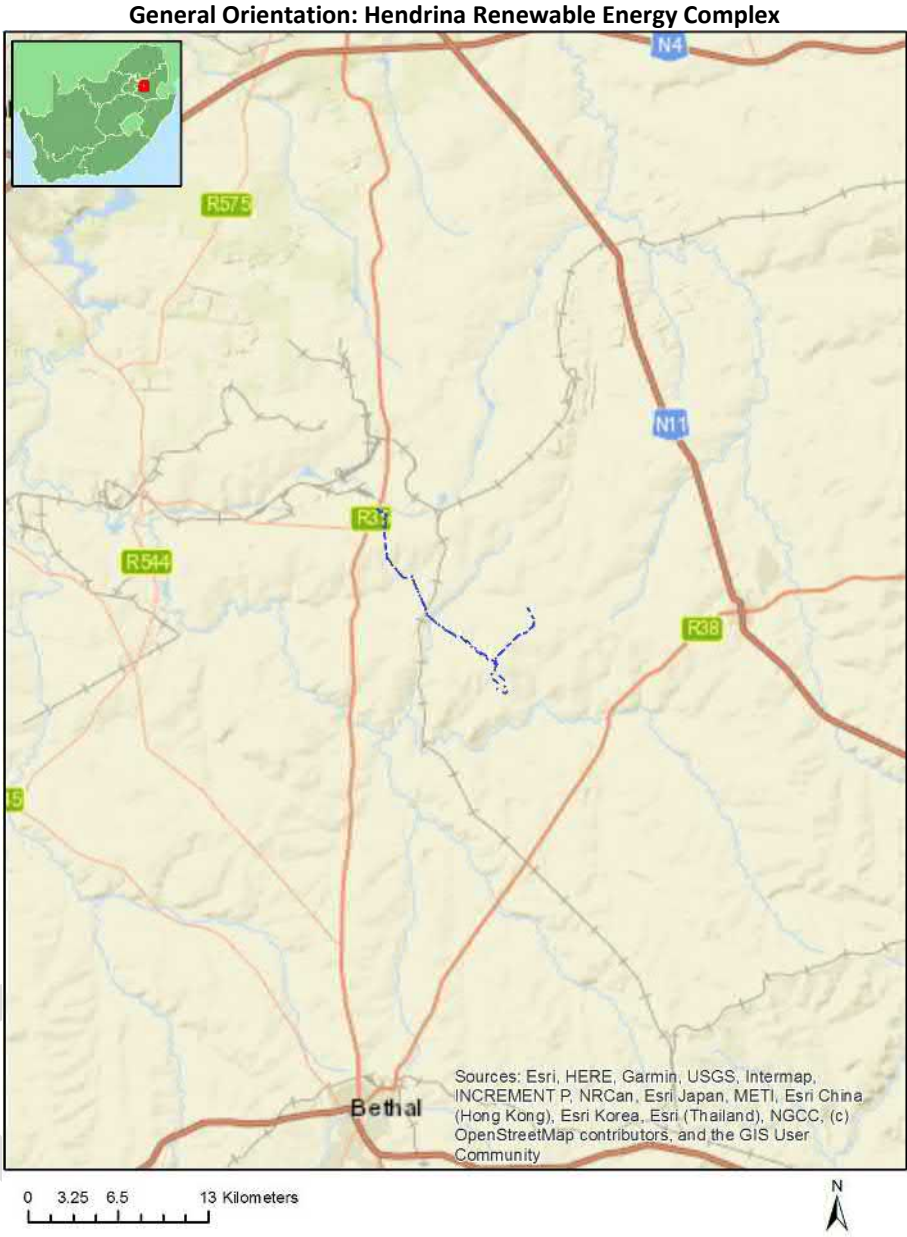 General Orientation: Hendrina Renewable Energy Complex
N4
R575
N11
R544
R38
Sources: Esri, HERE, Garmin, USGS, Intermap,
INCREMENT P, NRCan, Esri Japan, METI, Esri China
(Hong Kong), Esri Korea, Esri (Thailand), NGCC, (c)
OpenStreetMap contributors, and the GIS User
Community
Bethal
N
0 3.25 6.5 13 Kilometers